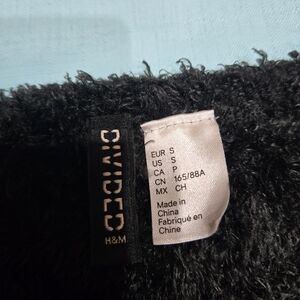 DIVIDED
H&M
EUR S
US S
CA P
CN 165/88A
MX CH
Made in
China
Fabriqué en
Chine